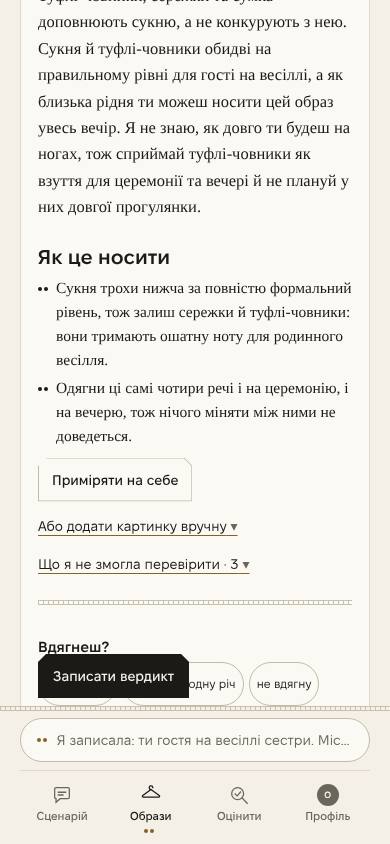 доповнюють сукню, а не конкурують з нею.
Сукня й туфлі-човники обидві на
правильному рівні для гості на весіллі, а як
близька рідня ти можеш носити цей образ
увесь вечір. Я не знаю, як довго ти будеш на
ногах, тож сприймай туфлі-човники як
взуття для церемонії та вечері й не плануй у
них довгої прогулянки.
Як це носити
Сукня трохи нижча за повністю формальний
рівень, тож залиш сережки й туфлі-човники:
вони тримають ошатну ноту для родинного
весілля.
Одягни ці самі чотири речі і на церемонію, і
на вечерю, тож нічого міняти між ними не
доведеться.
Приміряти на себе
Або додати картинку вручну ▾
Що я не змогла перевірити · 3 ▾
Вдягнеш?
Записати вердикт
одну річ
не вдягну
Я записала: ти гостя на весіллі сестри. Міс...
Сценарій
Образи
Оцінити
О
Профіль